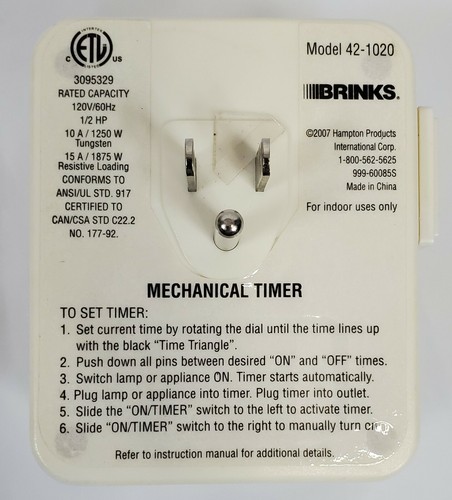 INTERTEK
ETL
C US
LISTED
3095329
RATED CAPACITY
120V/60Hz
1/2 HP
10 A / 1250 W
Tungsten
15 A / 1875 W
Resistive Loading
CONFORMS TO
ANSI/UL STD. 917
CERTIFIED TO
CAN/CSA STD C22.2
NO. 177-92.
Model 42-1020
BRINKS®
©2007 Hampton Products
International Corp.
1-800-562-5625
999-60085S
Made in China
For indoor uses only
MECHANICAL TIMER
TO SET TIMER:
1. Set current time by rotating the dial until the time lines up
with the black "Time Triangle".
2. Push down all pins between desired "ON" and "OFF" times.
3. Switch lamp or appliance ON. Timer starts automatically.
4. Plug lamp or appliance into timer. Plug timer into outlet.
5. Slide the "ON/TIMER" switch to the left to activate timer.
6. Slide "ON/TIMER" switch to the right to manually turn
Refer to instruction manual for additional details.